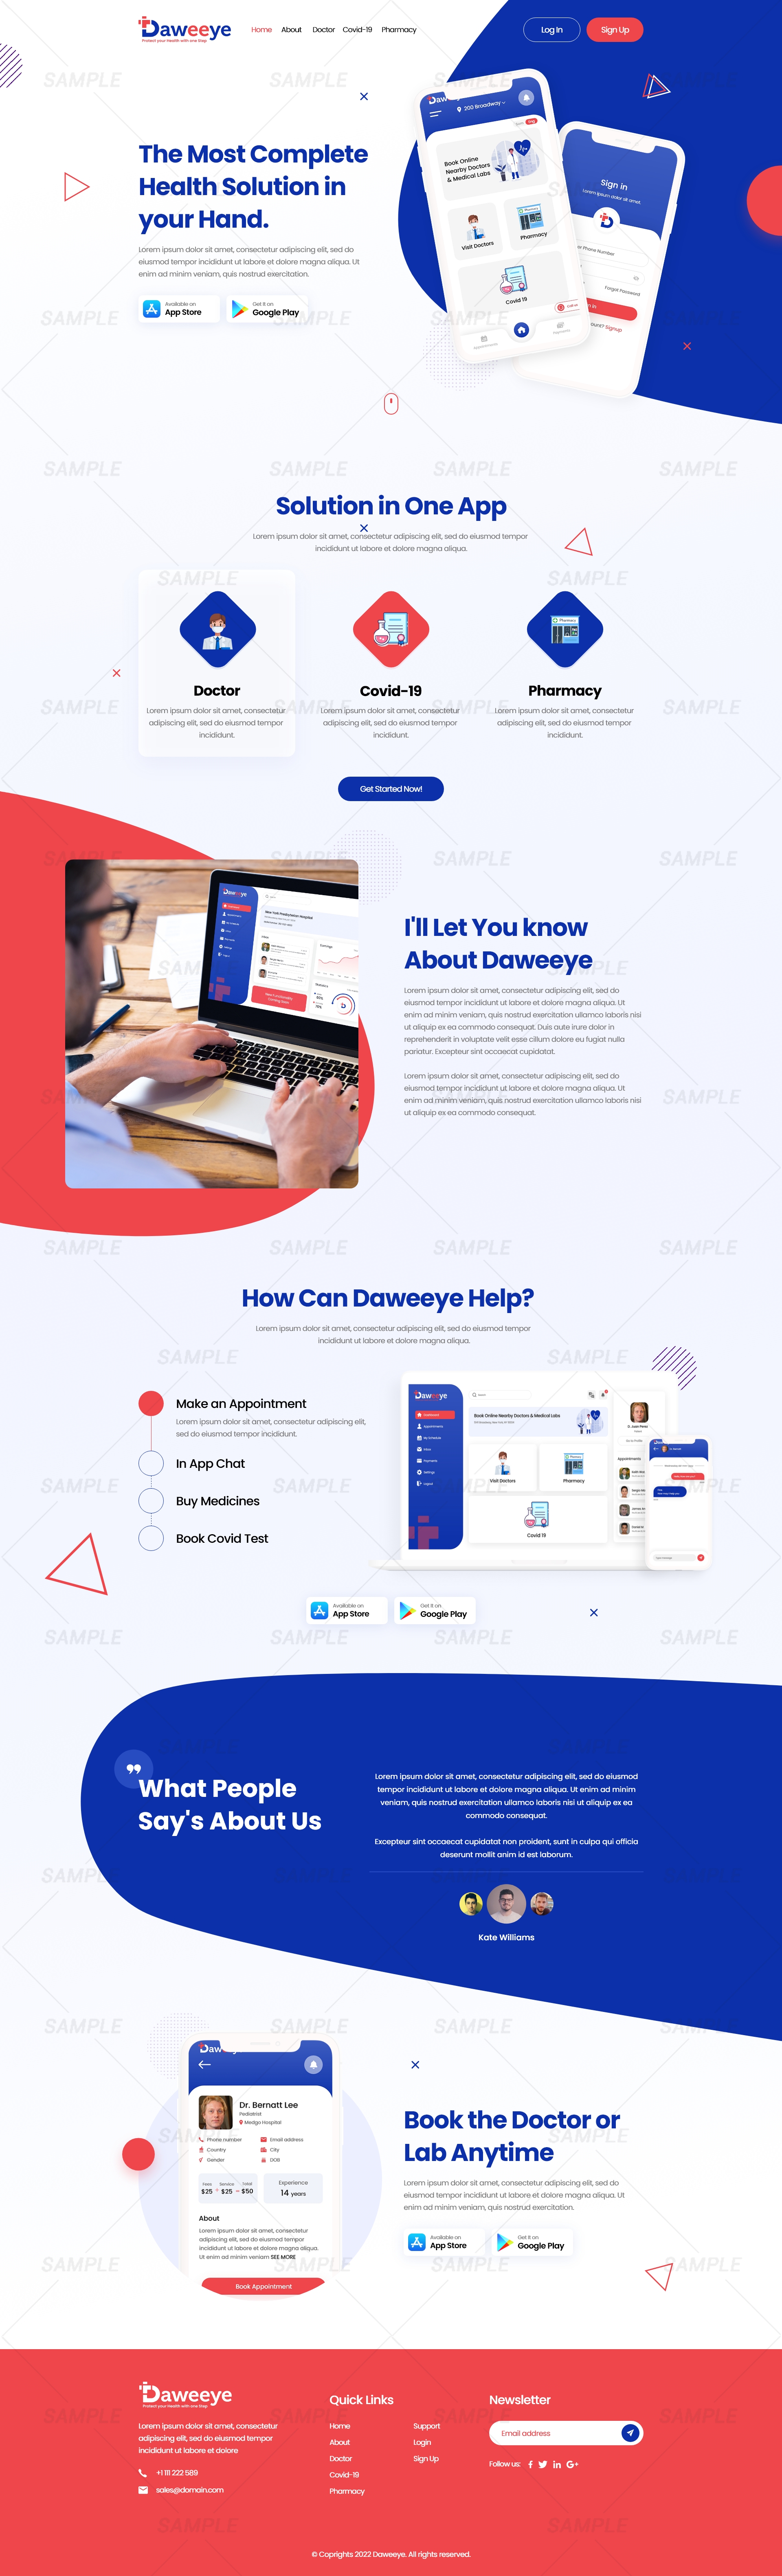 Daweeye
Protect your Health with one Step
Home About Doctor Covid-19 Pharmacy
Log In
Sign Up
The Most Complete
Health Solution in
your Hand.
Lorem ipsum dolor sit amet, consectetur adipiscing elit, sed do
eiusmod tempor incididunt ut labore et dolore magna aliqua. Ut
enim ad minim veniam, quis nostrud exercitation.
Available on
App Store
Get It on
Google Play
200 Broadway
Book Online
Nearby Doctors
& Medical Labs
Visit Doctors
Pharmacy
Covid 19
Sign in
Lorem ipsum dolor sit amet
Phone Number
Forgot Password
Signup
SAMPLE
Solution in One App
Lorem ipsum dolor sit amet, consectetur adipiscing elit, sed do eiusmod tempor
incididunt ut labore et dolore magna aliqua.
Doctor
Lorem ipsum dolor sit amet, consectetur
adipiscing elit, sed do eiusmod tempor
incididunt.
Covid-19
Lorem ipsum dolor sit amet, consectetur
adipiscing elit, sed do eiusmod tempor
incididunt.
Pharmacy
Lorem ipsum dolor sit amet, consectetur
adipiscing elit, sed do eiusmod tempor
incididunt.
Get Started Now!
Daweeye
New York Presbyterian Hospital
Earnings
Statistics
I'll Let You know
About Daweeye
Lorem ipsum dolor sit amet, consectetur adipiscing elit, sed do
eiusmod tempor incididunt ut labore et dolore magna aliqua. Ut
enim ad minim veniam, quis nostrud exercitation ullamco laboris nisi
ut aliquip ex ea commodo consequat. Duis aute irure dolor in
reprehenderit in voluptate velit esse cillum dolore eu fugiat nulla
pariatur. Excepteur sint occaecat cupidatat.
Lorem ipsum dolor sit amet, consectetur adipiscing elit, sed do
eiusmod tempor incididunt ut labore et dolore magna aliqua. Ut
enim ad minim veniam, quis nostrud exercitation ullamco laboris nisi
ut aliquip ex ea commodo consequat.
How Can Daweeye Help?
Lorem ipsum dolor sit amet, consectetur adipiscing elit, sed do eiusmod tempor
incididunt ut labore et dolore magna aliqua.
Make an Appointment
Lorem ipsum dolor sit amet, consectetur adipiscing elit,
sed do eiusmod tempor incididunt.
In App Chat
Buy Medicines
Book Covid Test
Daweeye
Dashboard
Appointments
My Schedule
Inbox
Payments
Settings
Logout
Search
Book Online Nearby Doctors & Medical Labs
Visit Doctors
Pharmacy
Covid 19
Appointments
Available on
App Store
Get It on
Google Play
What People
Say's About Us
Lorem ipsum dolor sit amet, consectetur adipiscing elit, sed do eiusmod
tempor incididunt ut labore et dolore magna aliqua. Ut enim ad minim
veniam, quis nostrud exercitation ullamco laboris nisi ut aliquip ex ea
commodo consequat.
Excepteur sint occaecat cupidatat non proident, sunt in culpa qui officia
deserunt mollit anim id est laborum.
Kate Williams
Dr. Bernatt Lee
Pediatrist
Medgo Hospital
Phone number
Email address
Country
City
Gender
DOB
Fees Service Total
$25 + $25 = $50
Experience
14 years
About
Lorem ipsum dolor sit amet, consectetur
adipiscing elit, sed do eiusmod tempor
incididunt ut labore et dolore magna aliqua.
Ut enim ad minim veniam SEE MORE
Book Appointment
Book the Doctor or
Lab Anytime
Lorem ipsum dolor sit amet, consectetur adipiscing elit, sed do
eiusmod tempor incididunt ut labore et dolore magna aliqua. Ut
enim ad minim veniam, quis nostrud exercitation.
Available on
App Store
Get It on
Google Play
Daweeye
Protect your Health with one Step
Lorem ipsum dolor sit amet, consectetur
adipiscing elit, sed do eiusmod tempor
incididunt ut labore et dolore
+1 111 222 589
sales@domain.com
Quick Links
Home
About
Doctor
Covid-19
Pharmacy
Support
Login
Sign Up
Newsletter
Email address
Follow us:
© Coprights 2022 Daweeye. All rights reserved.